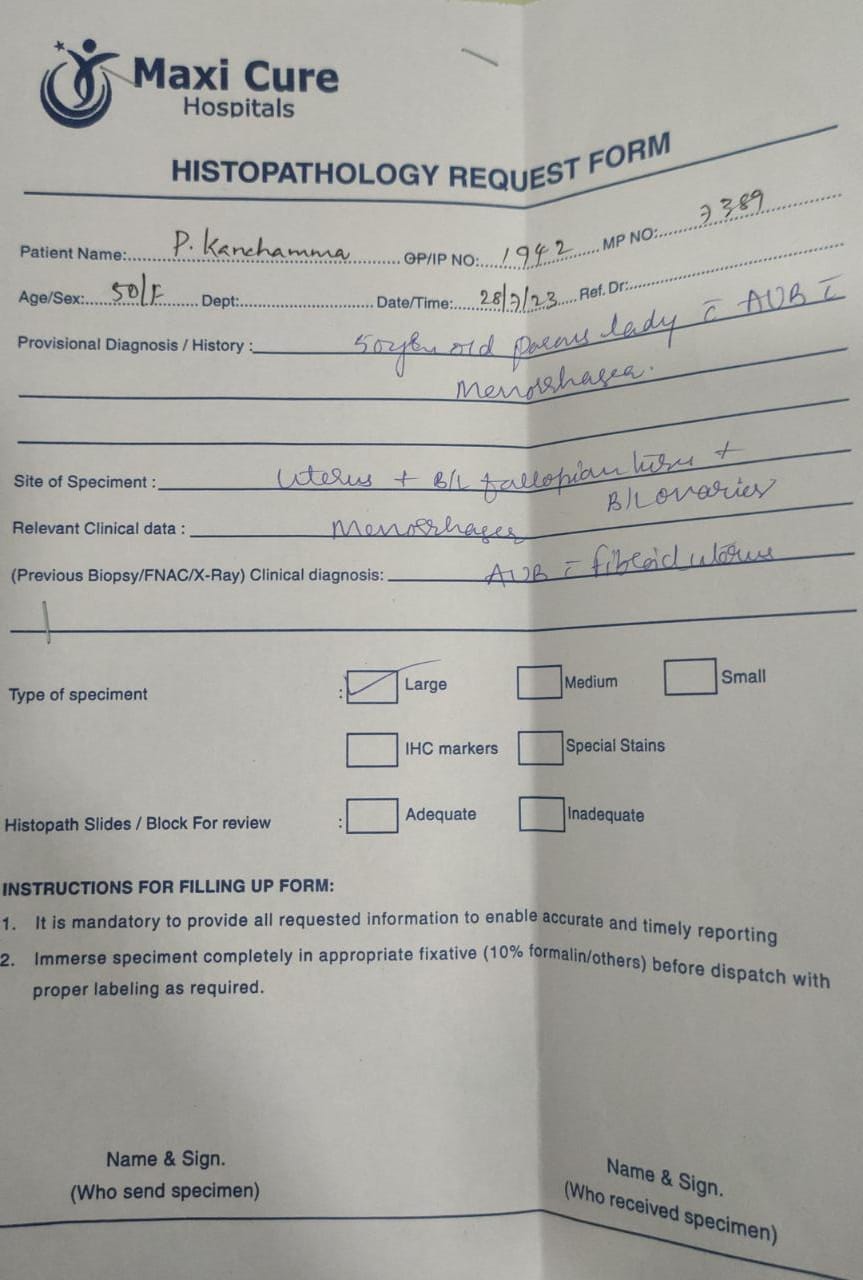 Maxi Cure
Hospitals
HISTOPATHOLOGY REQUEST FORM
Patient Name: P. Kanchamma OP/IP NO: 1942 MP NO: 7389
Age/Sex: 50/F Dept: Date/Time: 28/7/23 Ref. Dr:
Provisional Diagnosis / History : old parous lady c̄ AUB c̄
Menorrhagea.
Site of Speciment : Uterus + B/L fallopian tubes +
B/L ovaries
Relevant Clinical data :
(Previous Biopsy/FNAC/X-Ray) Clinical diagnosis: AUB c̄ fibroid uterus
Type of speciment : Large Medium Small
IHC markers Special Stains
Histopath Slides / Block For review : Adequate Inadequate
INSTRUCTIONS FOR FILLING UP FORM:
1. It is mandatory to provide all requested information to enable accurate and timely reporting
2. Immerse speciment completely in appropriate fixative (10% formalin/others) before dispatch with
proper labeling as required.
Name & Sign. Name & Sign.
(Who send specimen) (Who received specimen)